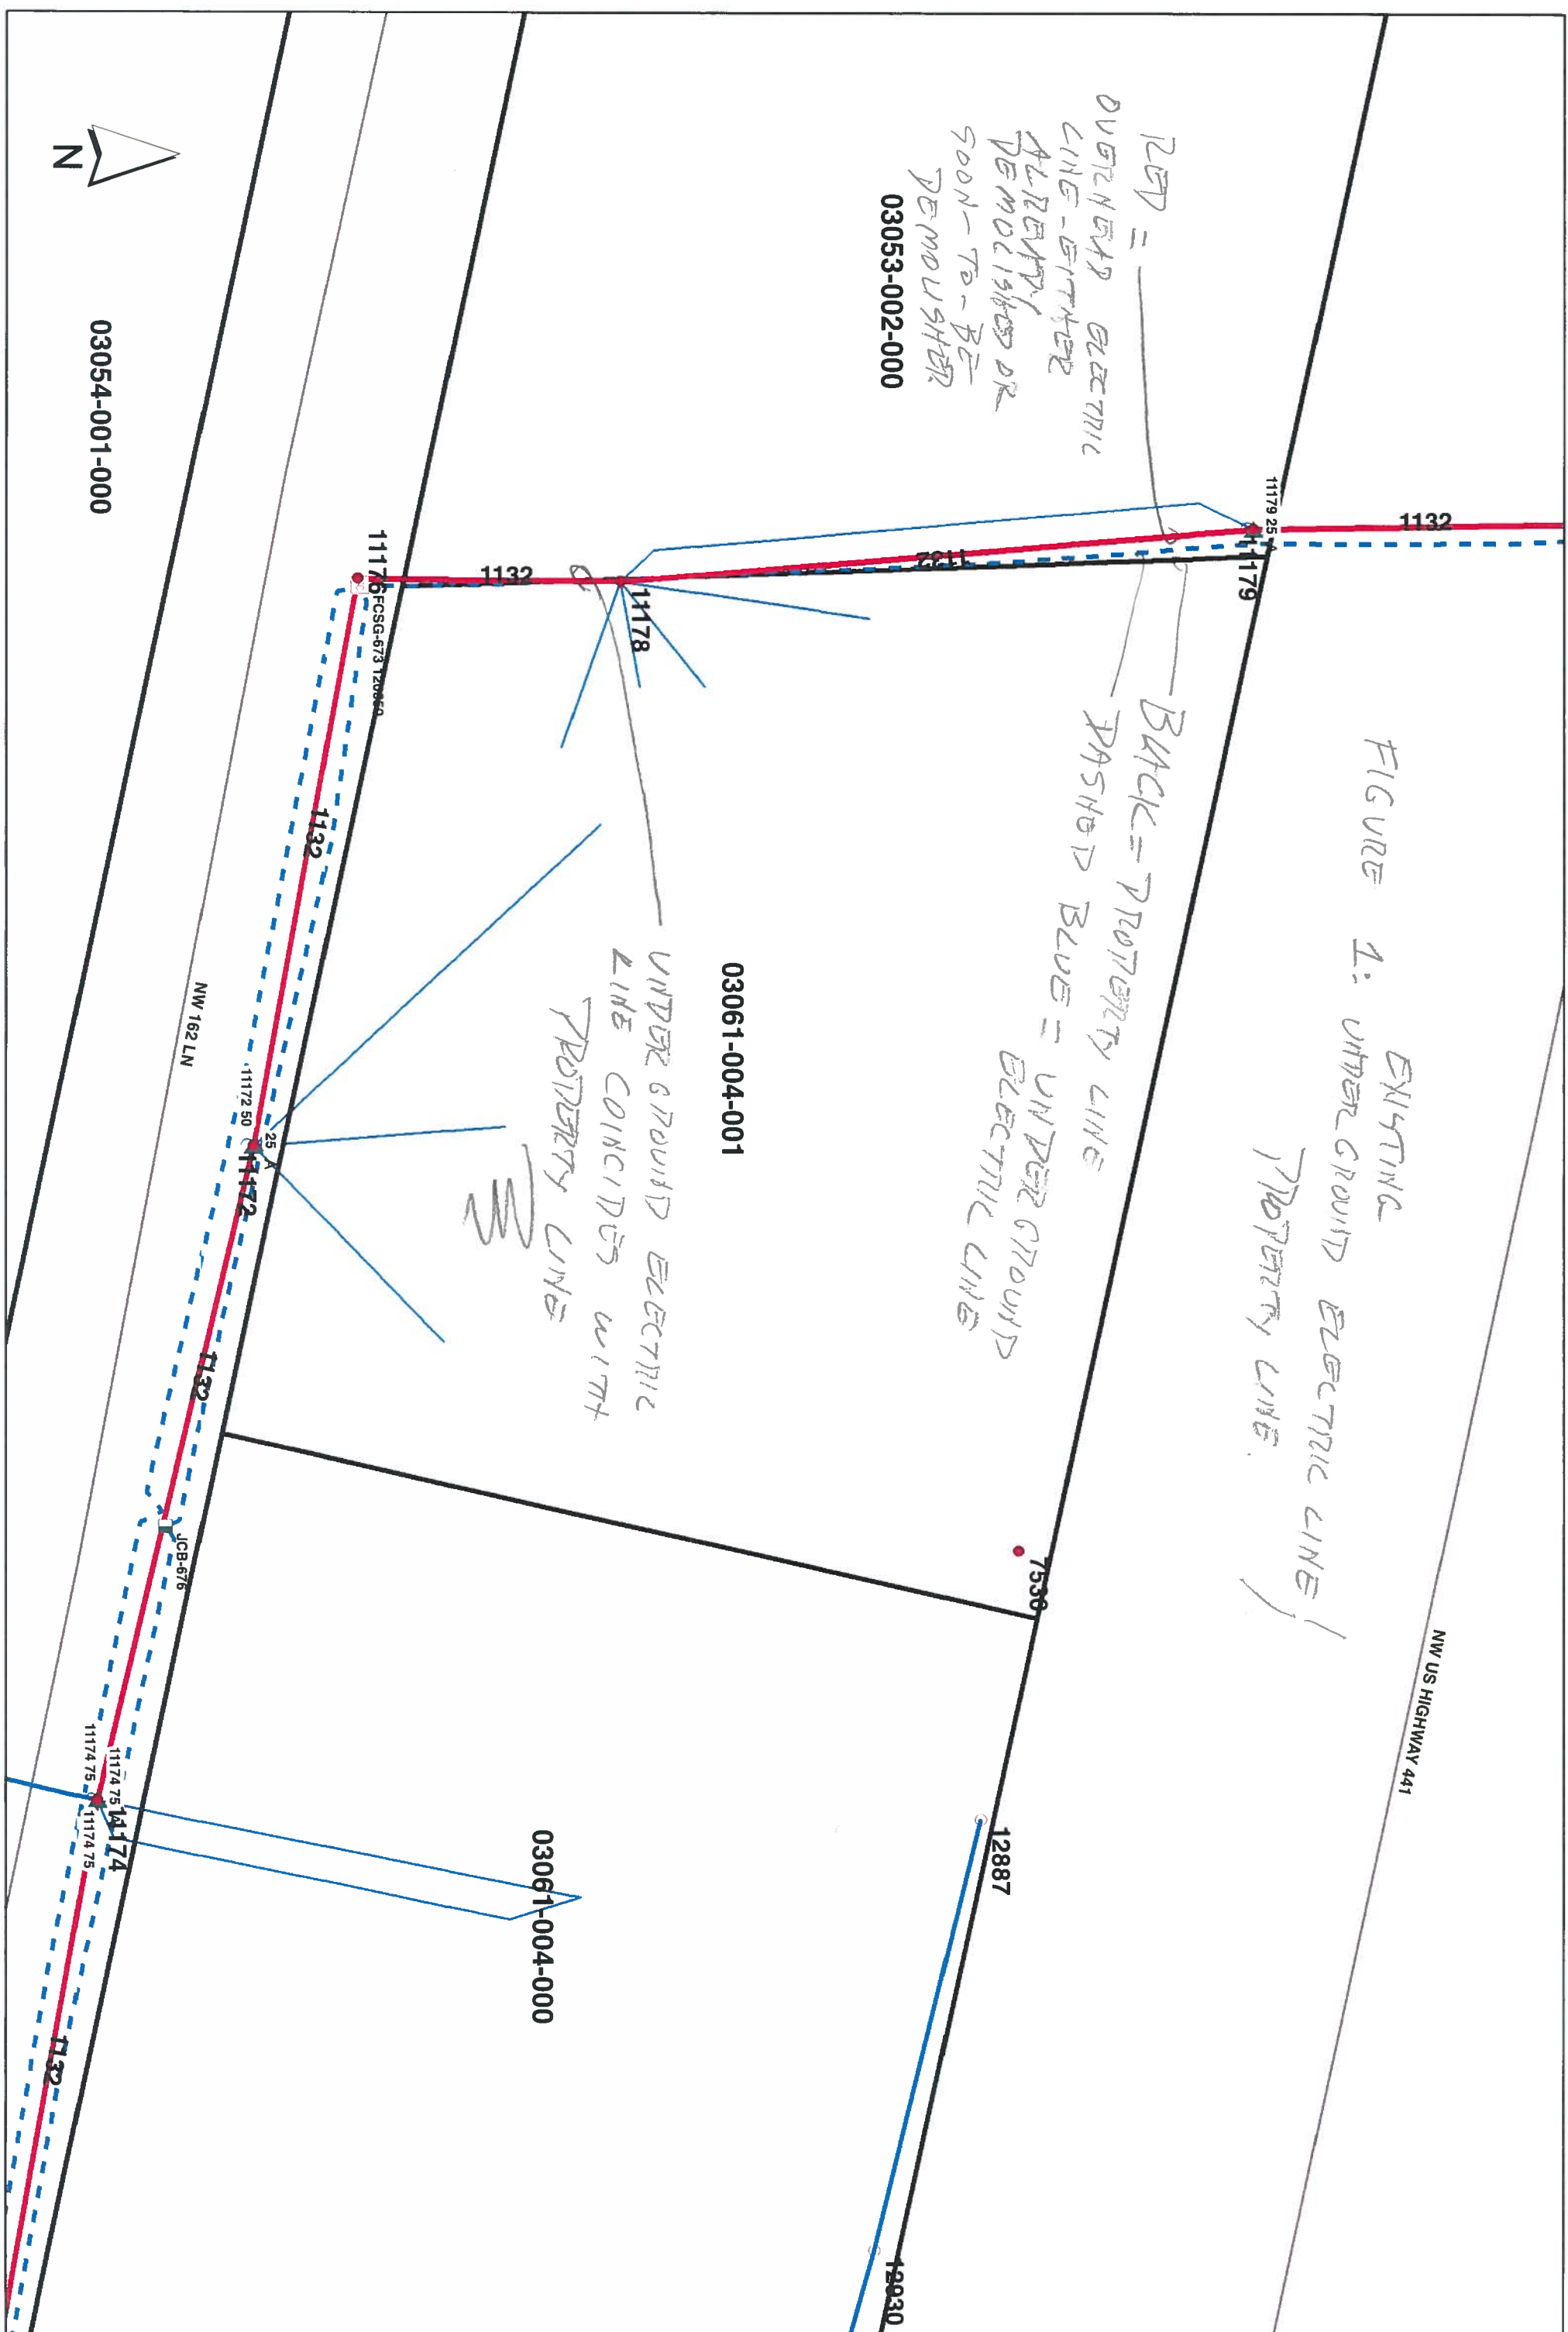 FIGURE 1: EXISTING
UNDERGROUND ELECTRIC LINE/
PROPERTY LINE.
NW US HIGHWAY 441
RED =
OVERHEAD ELECTRIC
LINE-EITHER
ALREADY
DEMOLISHED OR
SOON-TO-BE
DEMOLISHED
BLACK = PROPERTY LINE
DASHED BLUE = UNDERGROUND
ELECTRIC LINE
1132
11179 25 A
11179
1132
7530
12887
12930
03053-002-000
03061-004-001
UNDERGROUND ELECTRIC
LINE COINCIDES WITH
PROPERTY LINE
11178
1132
03061-004-000
11176
FCSG-673
1132
25 A
11172 50
11172
1132
JCB-676
11174 75
11174 75
11174 75
11174
1132
NW 162 LN
03054-001-000
N